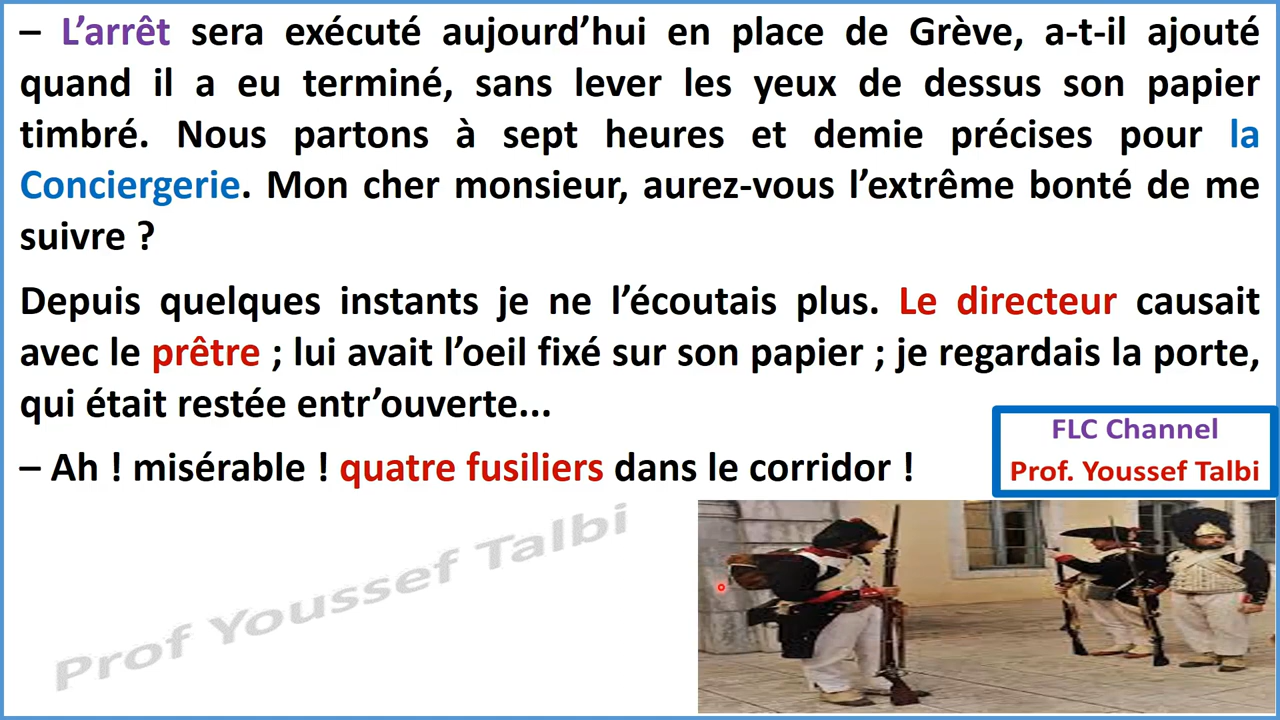 – L’arrêt sera exécuté aujourd’hui en place de Grève, a-t-il ajouté
quand il a eu terminé, sans lever les yeux de dessus son papier
timbré. Nous partons à sept heures et demie précises pour la
Conciergerie. Mon cher monsieur, aurez-vous l’extrême bonté de me
suivre ?
Depuis quelques instants je ne l’écoutais plus. Le directeur causait
avec le prêtre ; lui avait l’oeil fixé sur son papier ; je regardais la porte,
qui était restée entr’ouverte...
– Ah ! misérable ! quatre fusiliers dans le corridor !
FLC Channel
Prof. Youssef Talbi
Prof Youssef Talbi